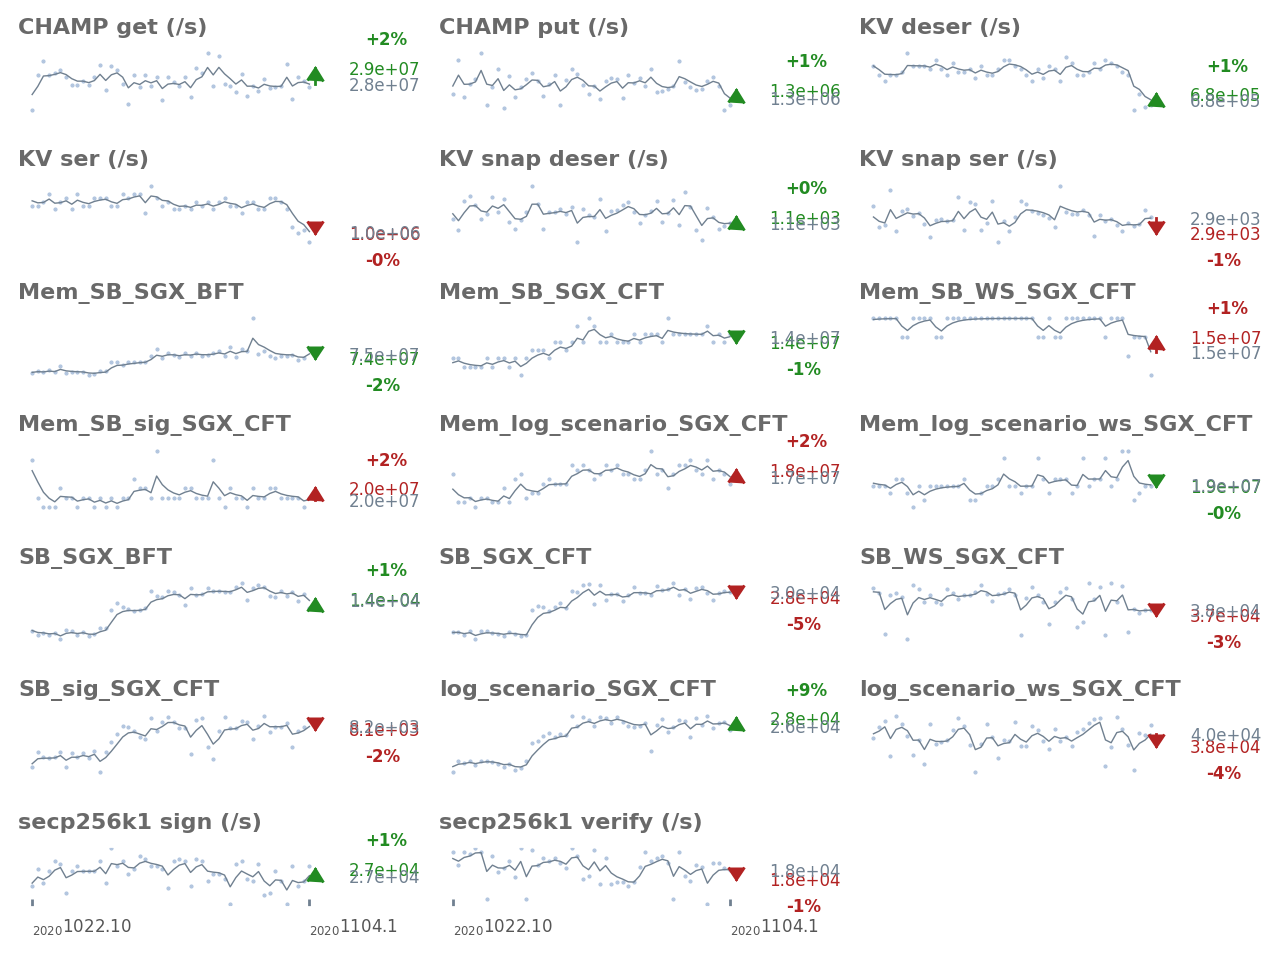 CHAMP get (/s)
+2%
2.9e+07
2.8e+07
CHAMP put (/s)
+1%
1.3e+06
1.3e+06
KV deser (/s)
+1%
6.8e+05
6.8e+05
KV ser (/s)
1.0e+06
1.0e+06
-0%
KV snap deser (/s)
+0%
1.1e+03
1.1e+03
KV snap ser (/s)
2.9e+03
2.9e+03
-1%
Mem_SB_SGX_BFT
7.5e+07
7.4e+07
-2%
Mem_SB_SGX_CFT
1.4e+07
1.4e+07
-1%
Mem_SB_WS_SGX_CFT
+1%
1.5e+07
1.5e+07
Mem_SB_sig_SGX_CFT
+2%
2.0e+07
2.0e+07
Mem_log_scenario_SGX_CFT
+2%
1.8e+07
1.7e+07
Mem_log_scenario_ws_SGX_CFT
1.9e+07
1.9e+07
-0%
SB_SGX_BFT
+1%
1.4e+04
1.4e+04
SB_SGX_CFT
3.0e+04
2.8e+04
-5%
SB_WS_SGX_CFT
3.8e+04
3.7e+04
-3%
SB_sig_SGX_CFT
8.2e+03
8.1e+03
-2%
log_scenario_SGX_CFT
+9%
2.8e+04
2.6e+04
log_scenario_ws_SGX_CFT
4.0e+04
3.8e+04
-4%
secp256k1 sign (/s)
+1%
2.7e+04
2.7e+04
secp256k1 verify (/s)
1.8e+04
1.8e+04
-1%
20201022.10
20201104.1
20201022.10
20201104.1